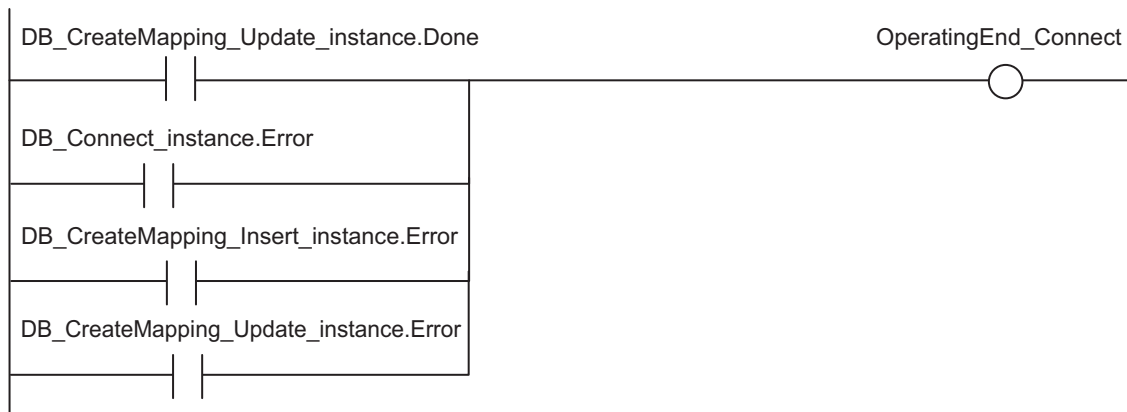 DB_CreateMapping_Update_instance.Done
OperatingEnd_Connect
DB_Connect_instance.Error
DB_CreateMapping_Insert_instance.Error
DB_CreateMapping_Update_instance.Error